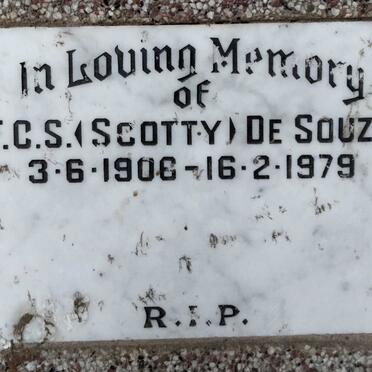 In Loving Memory
of
.C.S. (SCOTTY) DE SOUZ
3·6·1906-16·2·1979
R.I.P.